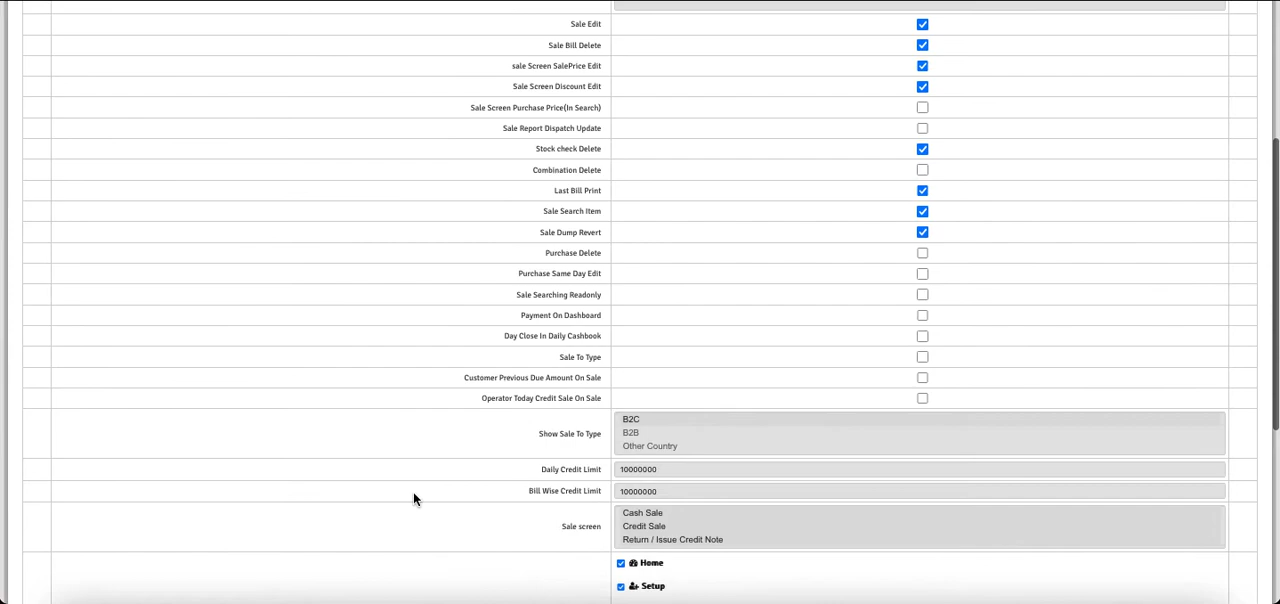 Sale Edit
Sale Bill Delete
sale Screen SalePrice Edit
Sale Screen Discount Edit
Sale Screen Purchase Price(In Search)
Sale Report Dispatch Update
Stock check Delete
Combination Delete
Last Bill Print
Sale Search Item
Sale Dump Revert
Purchase Delete
Purchase Same Day Edit
Sale Searching Readonly
Payment On Dashboard
Day Close In Daily Cashbook
Sale To Type
Customer Previous Due Amount On Sale
Operator Today Credit Sale On Sale
Show Sale To Type
B2C
B2B
Other Country
Daily Credit Limit 10000000
Bill Wise Credit Limit 10000000
Sale screen
Cash Sale
Credit Sale
Return / Issue Credit Note
Home
Setup